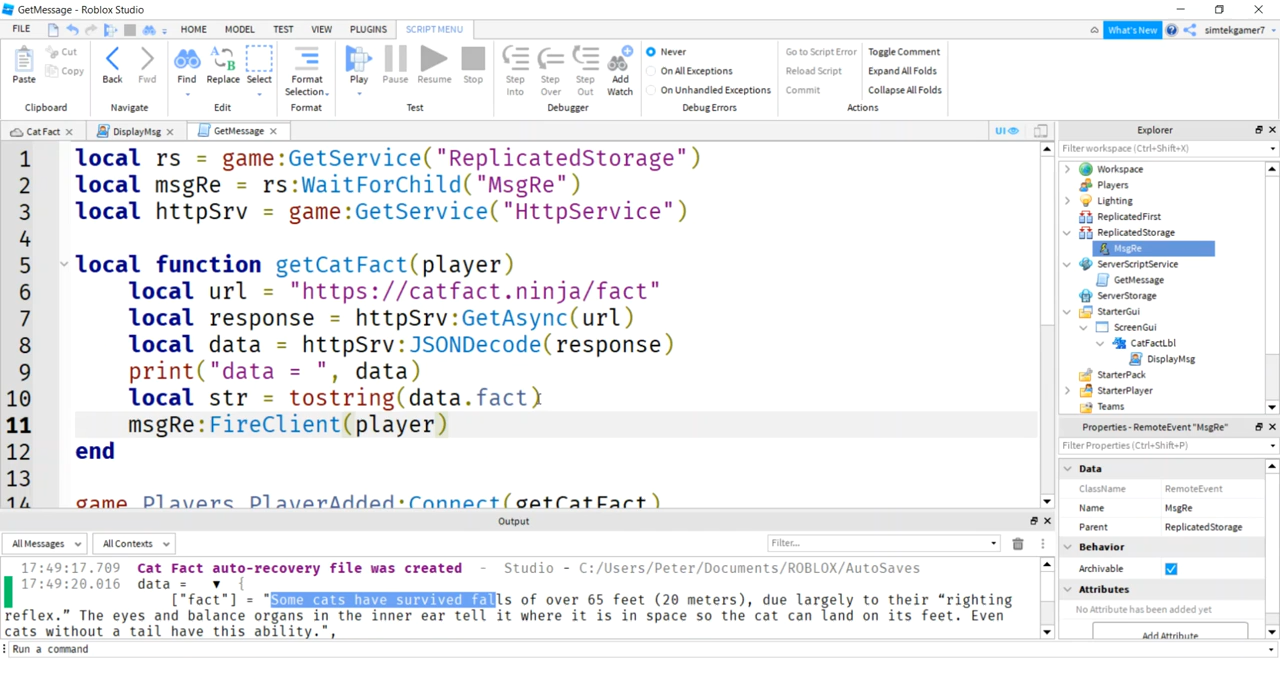 GetMessage - Roblox Studio
FILE HOME MODEL TEST VIEW PLUGINS SCRIPT MENU What's New simtekgamer7
Paste Cut Copy Back Fwd Find Replace Select Format Selection Play Pause Resume Stop Step Into Step Over Step Out Add Watch
Never
On All Exceptions
On Unhandled Exceptions
Go to Script Error
Reload Script
Commit
Toggle Comment
Expand All Folds
Collapse All Folds
Clipboard Navigate Edit Format Test Debugger Debug Errors Actions
Cat Fact DisplayMsg GetMessage UI
1 local rs = game:GetService("ReplicatedStorage")
2 local msgRe = rs:WaitForChild("MsgRe")
3 local httpSrv = game:GetService("HttpService")
4
5 local function getCatFact(player)
6 local url = "https://catfact.ninja/fact"
7 local response = httpSrv:GetAsync(url)
8 local data = httpSrv:JSONDecode(response)
9 print("data = ", data)
10 local str = tostring(data.fact)
11 msgRe:FireClient(player)
12 end
13
14 game.Players.PlayerAdded:Connect(getCatFact)
Output
All Messages All Contexts Filter...
17:49:17.709 Cat Fact auto-recovery file was created - Studio - C:/Users/Peter/Documents/ROBLOX/AutoSaves
17:49:20.016 data = ▼ {
["fact"] = "Some cats have survived falls of over 65 feet (20 meters), due largely to their “righting
reflex.” The eyes and balance organs in the inner ear tell it where it is in space so the cat can land on its feet. Even
cats without a tail have this ability.",
Run a command
Explorer
Filter workspace (Ctrl+Shift+X)
Workspace
Players
Lighting
ReplicatedFirst
ReplicatedStorage
MsgRe
ServerScriptService
GetMessage
ServerStorage
StarterGui
ScreenGui
CatFactLbl
DisplayMsg
StarterPack
StarterPlayer
Teams
Properties - RemoteEvent "MsgRe"
Filter Properties (Ctrl+Shift+P)
Data
ClassName RemoteEvent
Name MsgRe
Parent ReplicatedStorage
Behavior
Archivable
Attributes
No Attribute has been added yet
Add Attribute